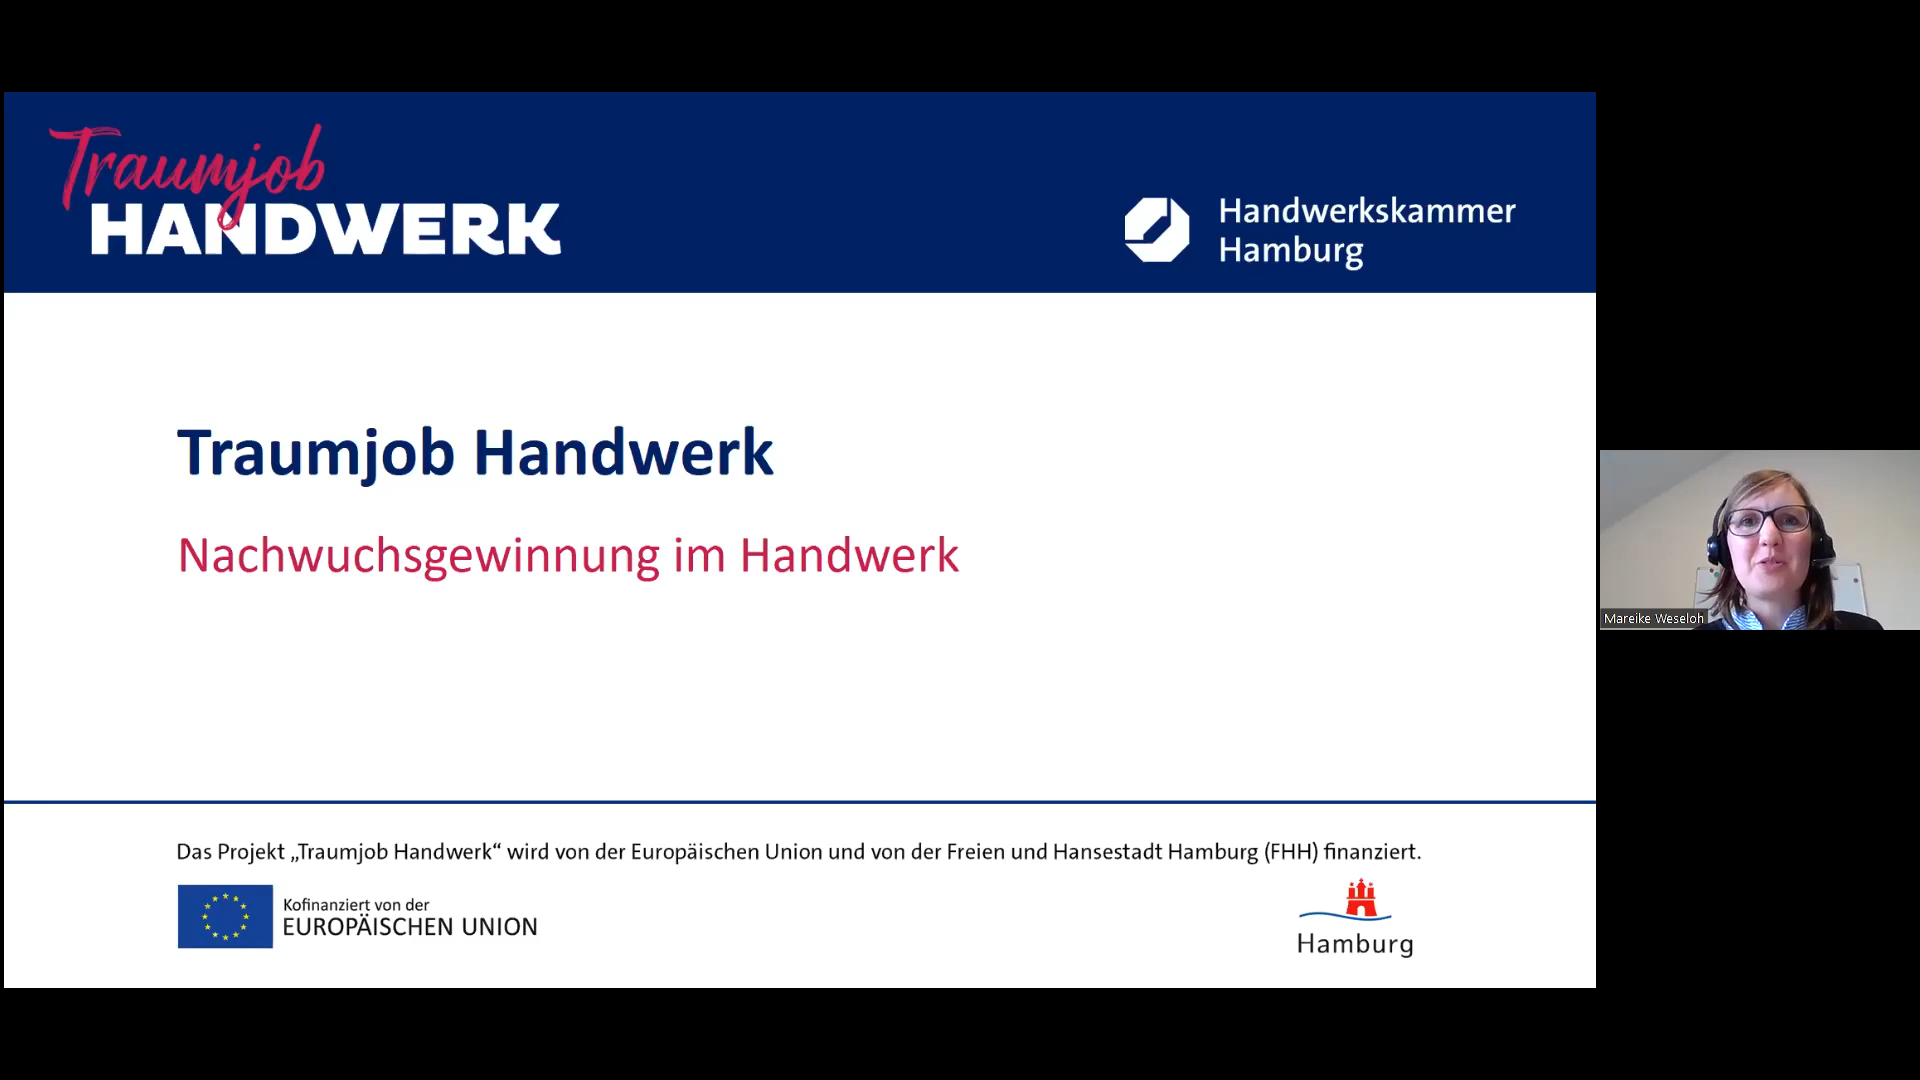 Traumjob
HANDWERK
Handwerkskammer
Hamburg
Traumjob Handwerk
Nachwuchsgewinnung im Handwerk
Mareike Weseloh
Das Projekt „Traumjob Handwerk“ wird von der Europäischen Union und von der Freien und Hansestadt Hamburg (FHH) finanziert.
Kofinanziert von der
EUROPÄISCHEN UNION
Hamburg